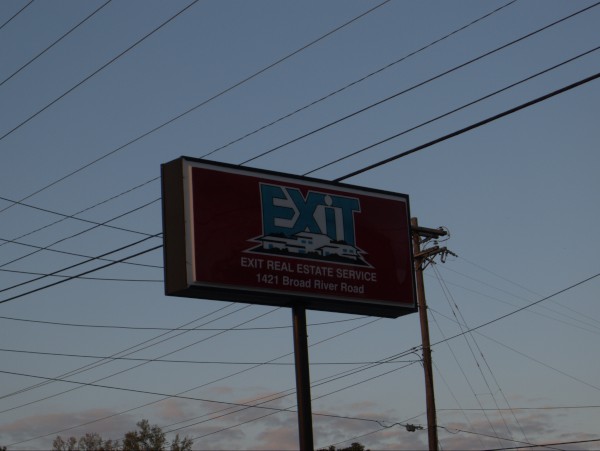 EXiT
EXIT REAL ESTATE SERVICE
1421 Broad River Road